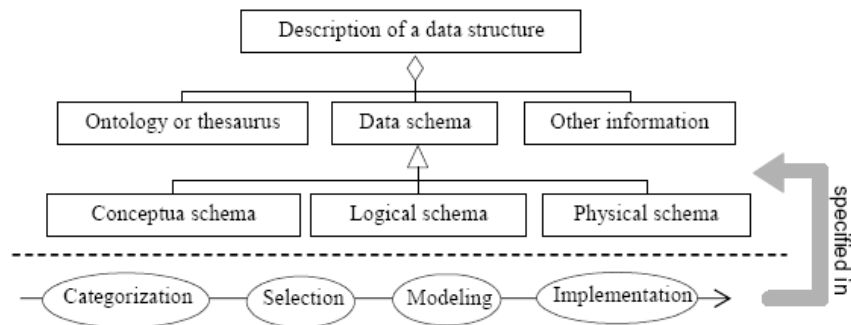 Description of a data structure
Ontology or thesaurus
Data schema
Other information
Conceptua schema
Logical schema
Physical schema
specified in
Categorization
Selection
Modeling
Implementation